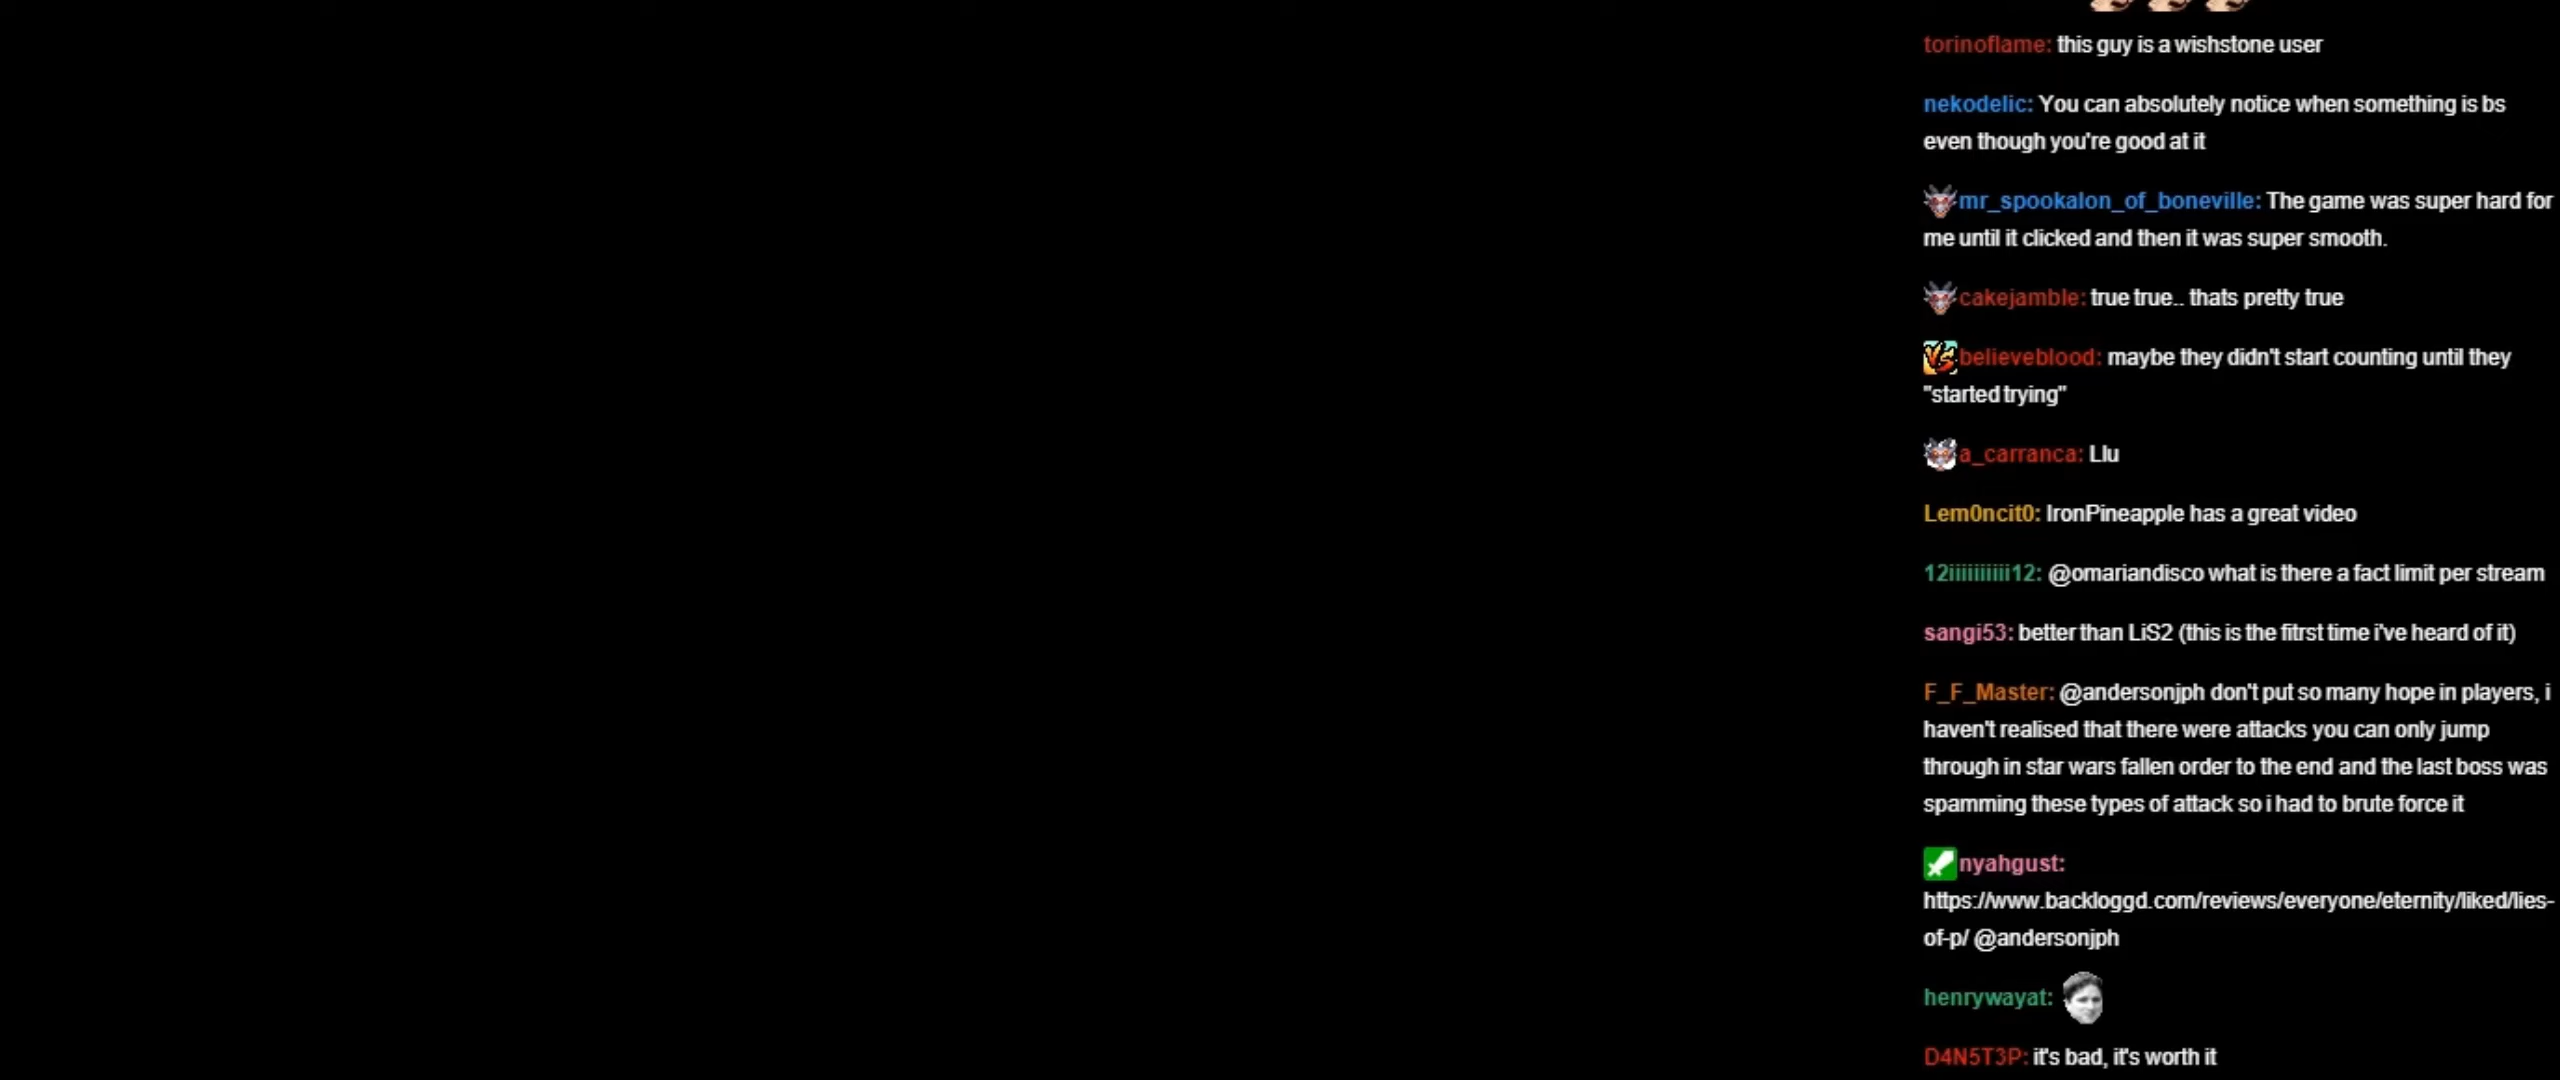 torinoflame: this guy is a wishstone user
nekodelic: You can absolutely notice when something is bs
even though you're good at it
mr_spookalon_of_boneville: The game was super hard for
me until it clicked and then it was super smooth.
cakejamble: true true.. thats pretty true
VS believeblood: maybe they didn't start counting until they
"started trying"
a_carranca: Llu
Lem0ncit0: IronPineapple has a great video
12iiiiiiiiii12: @omariandisco what is there a fact limit per stream
sangi53: better than LiS2 (this is the fitrst time i've heard of it)
F_F_Master: @andersonjph don't put so many hope in players, i
haven't realised that there were attacks you can only jump
through in star wars fallen order to the end and the last boss was
spamming these types of attack so i had to brute force it
nyahgust:
https://www.backloggd.com/reviews/everyone/eternity/liked/lies-
of-p/ @andersonjph
henrywayat:
D4N5T3P: it's bad, it's worth it